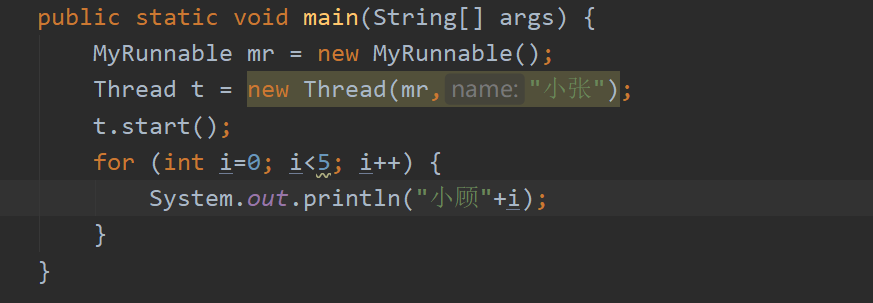 public static void main(String[] args) {
MyRunnable mr = new MyRunnable();
Thread t = new Thread(mr, name: "小张");
t.start();
for (int i=0; i<5; i++) {
System.out.println("小顾"+i);
}
}